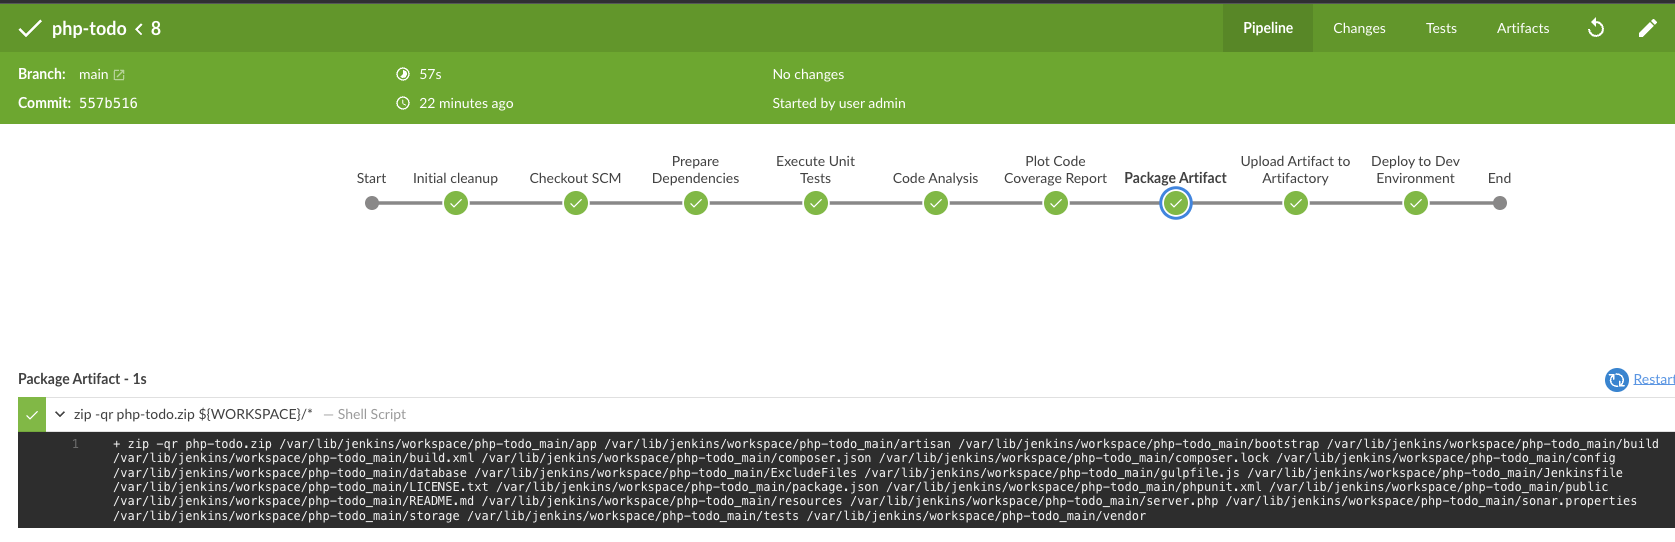 php-todo < 8
Pipeline
Changes
Tests
Artifacts
Branch: main
57s
No changes
Commit: 557b516
22 minutes ago
Started by user admin
Start
Initial cleanup
Checkout SCM
Prepare
Dependencies
Execute Unit
Tests
Code Analysis
Plot Code
Coverage Report
Package Artifact
Upload Artifact to
Artifactory
Deploy to Dev
Environment
End
Package Artifact - 1s
Restart
zip -qr php-todo.zip ${WORKSPACE}/* — Shell Script
1 + zip -qr php-todo.zip /var/lib/jenkins/workspace/php-todo_main/app /var/lib/jenkins/workspace/php-todo_main/artisan /var/lib/jenkins/workspace/php-todo_main/bootstrap /var/lib/jenkins/workspace/php-todo_main/build
/var/lib/jenkins/workspace/php-todo_main/build.xml /var/lib/jenkins/workspace/php-todo_main/composer.json /var/lib/jenkins/workspace/php-todo_main/composer.lock /var/lib/jenkins/workspace/php-todo_main/config
/var/lib/jenkins/workspace/php-todo_main/database /var/lib/jenkins/workspace/php-todo_main/ExcludeFiles /var/lib/jenkins/workspace/php-todo_main/gulpfile.js /var/lib/jenkins/workspace/php-todo_main/Jenkinsfile
/var/lib/jenkins/workspace/php-todo_main/LICENSE.txt /var/lib/jenkins/workspace/php-todo_main/package.json /var/lib/jenkins/workspace/php-todo_main/phpunit.xml /var/lib/jenkins/workspace/php-todo_main/public
/var/lib/jenkins/workspace/php-todo_main/README.md /var/lib/jenkins/workspace/php-todo_main/resources /var/lib/jenkins/workspace/php-todo_main/server.php /var/lib/jenkins/workspace/php-todo_main/sonar.properties
/var/lib/jenkins/workspace/php-todo_main/storage /var/lib/jenkins/workspace/php-todo_main/tests /var/lib/jenkins/workspace/php-todo_main/vendor